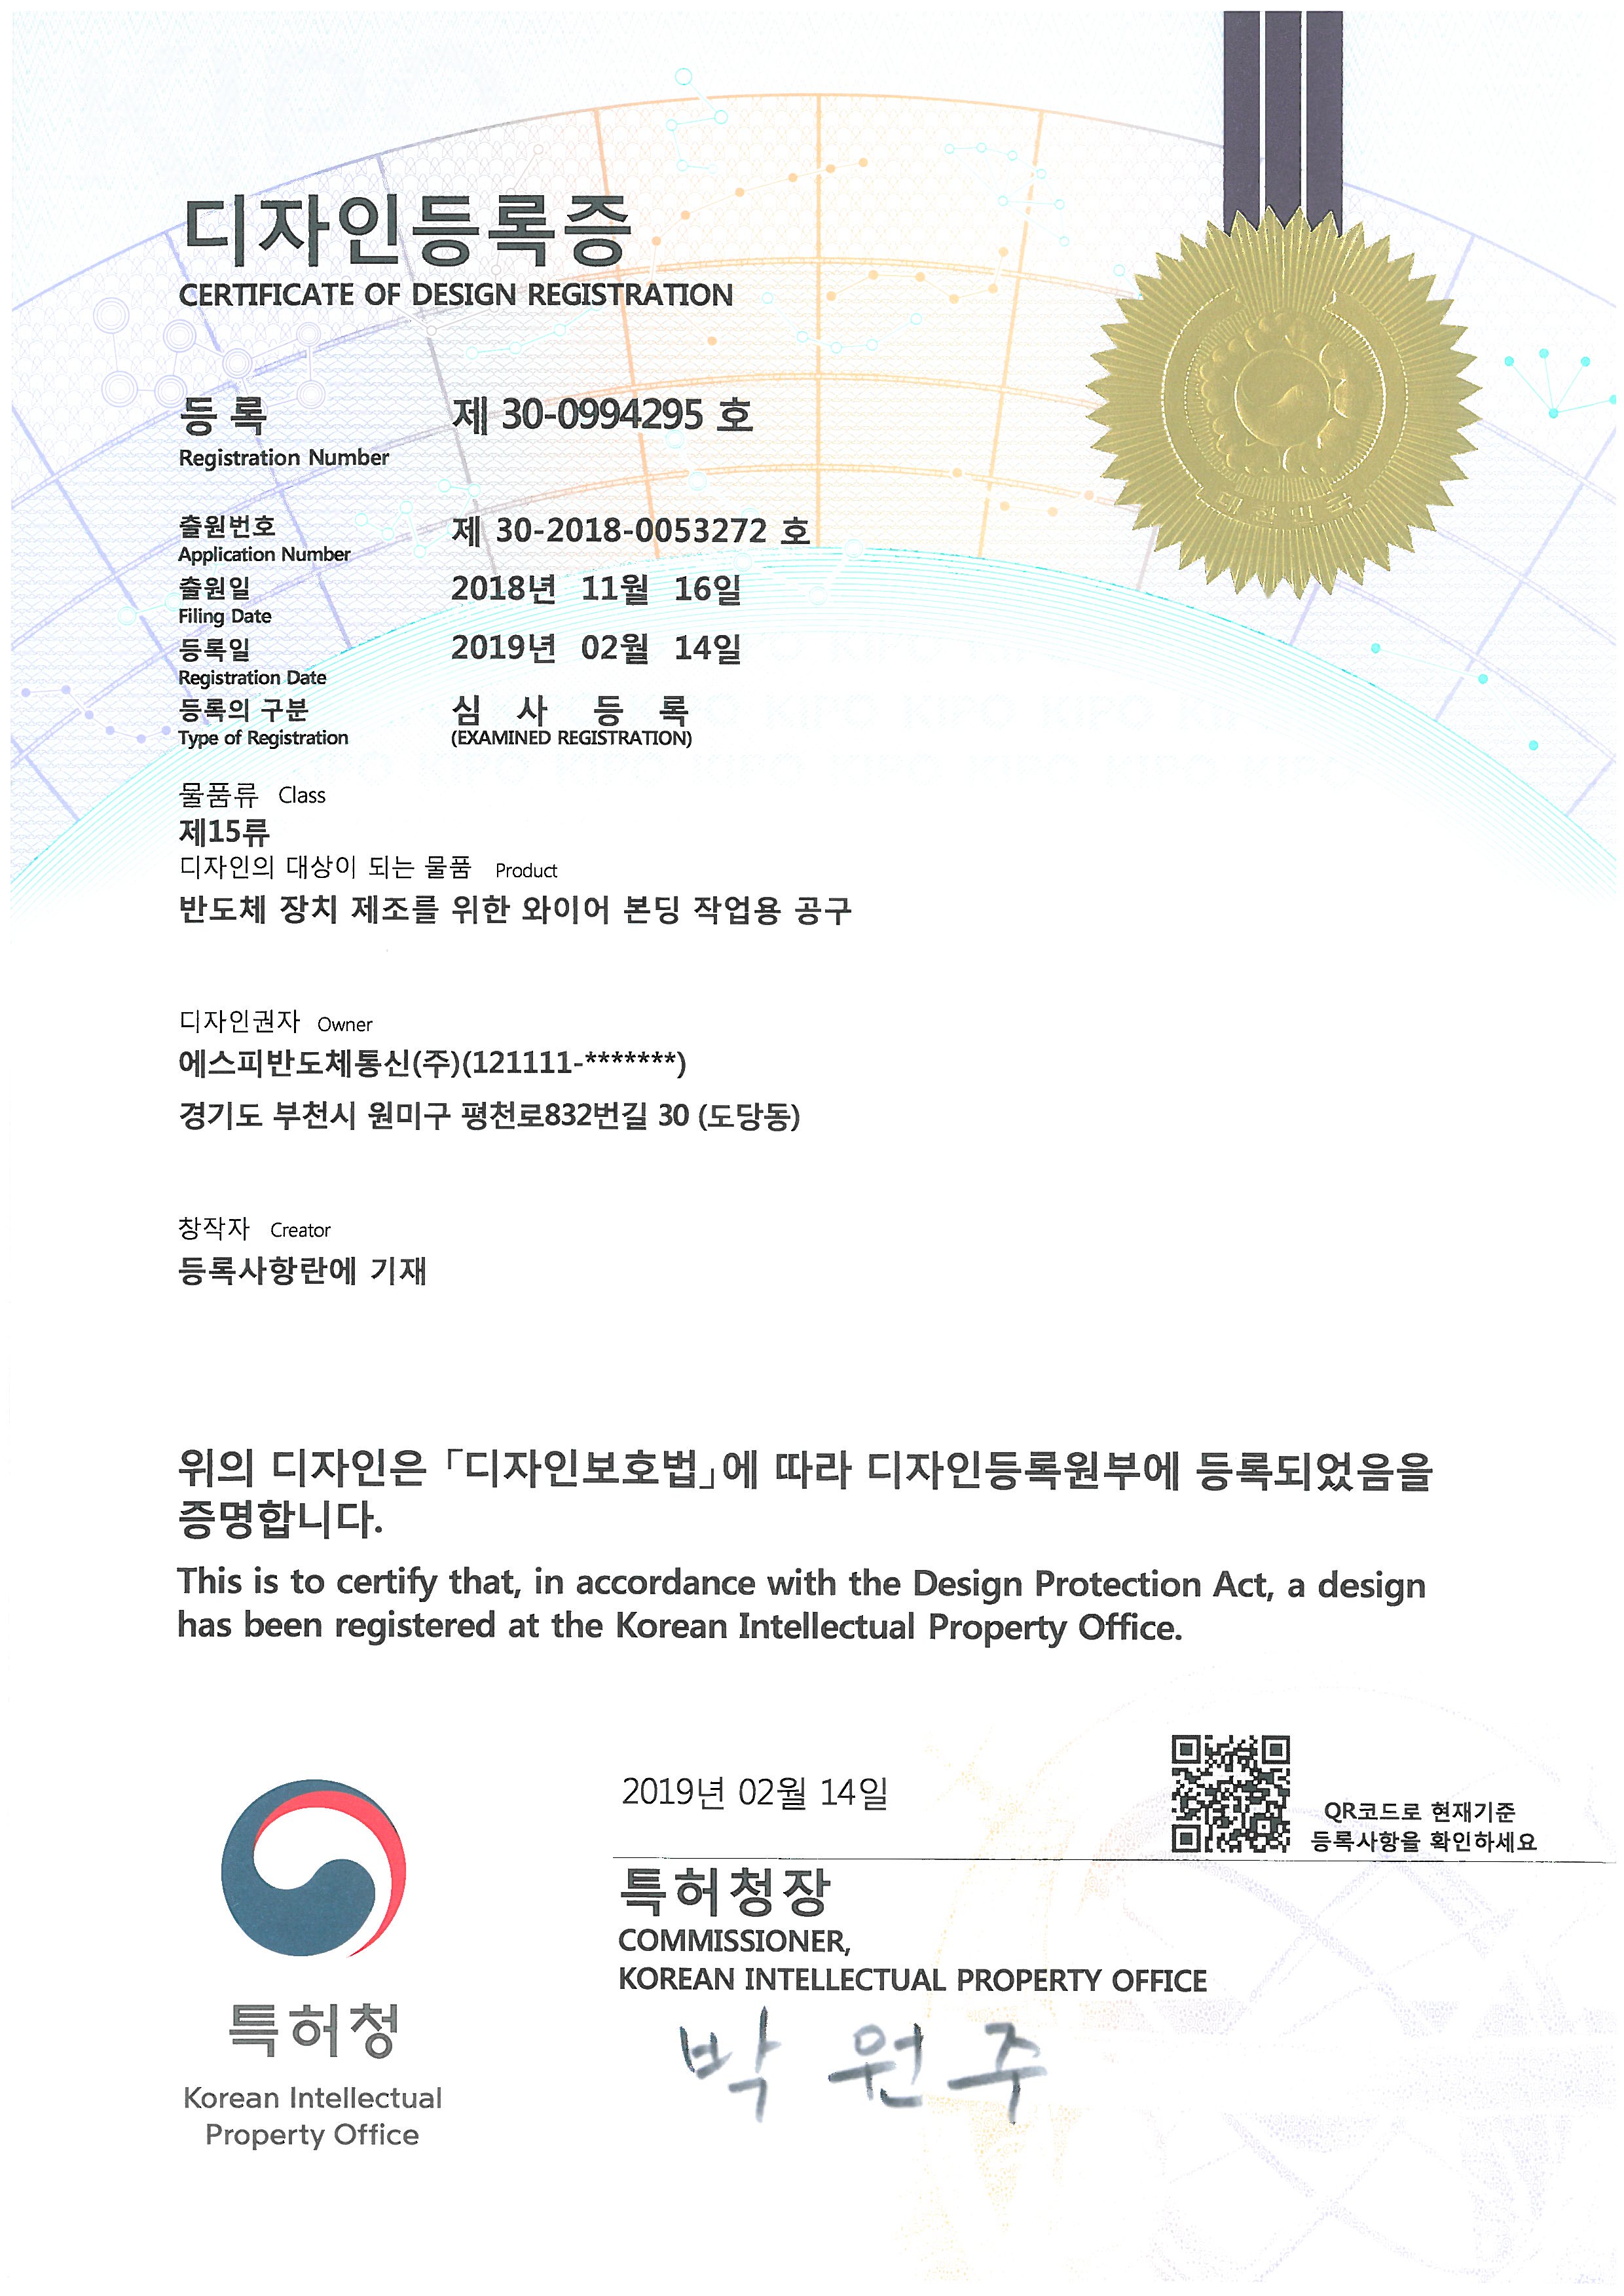 디자인등록증
CERTIFICATE OF DESIGN REGISTRATION
등 록 제 30-0994295 호
Registration Number
출원번호 제 30-2018-0053272 호
Application Number
출원일 2018년 11월 16일
Filing Date
등록일 2019년 02월 14일
Registration Date
등록의 구분 심 사 등 록
Type of Registration (EXAMINED REGISTRATION)
물품류 Class
제15류
디자인의 대상이 되는 물품 Product
반도체 장치 제조를 위한 와이어 본딩 작업용 공구
디자인권자 Owner
에스피반도체통신(주)(121111-*******)
경기도 부천시 원미구 평천로832번길 30 (도당동)
창작자 Creator
등록사항란에 기재
위의 디자인은 「디자인보호법」에 따라 디자인등록원부에 등록되었음을
증명합니다.
This is to certify that, in accordance with the Design Protection Act, a design
has been registered at the Korean Intellectual Property Office.
2019년 02월 14일
QR코드로 현재기준
등록사항을 확인하세요
특허청장
COMMISSIONER,
KOREAN INTELLECTUAL PROPERTY OFFICE
박 원 주
특허청
Korean Intellectual
Property Office
대한민국